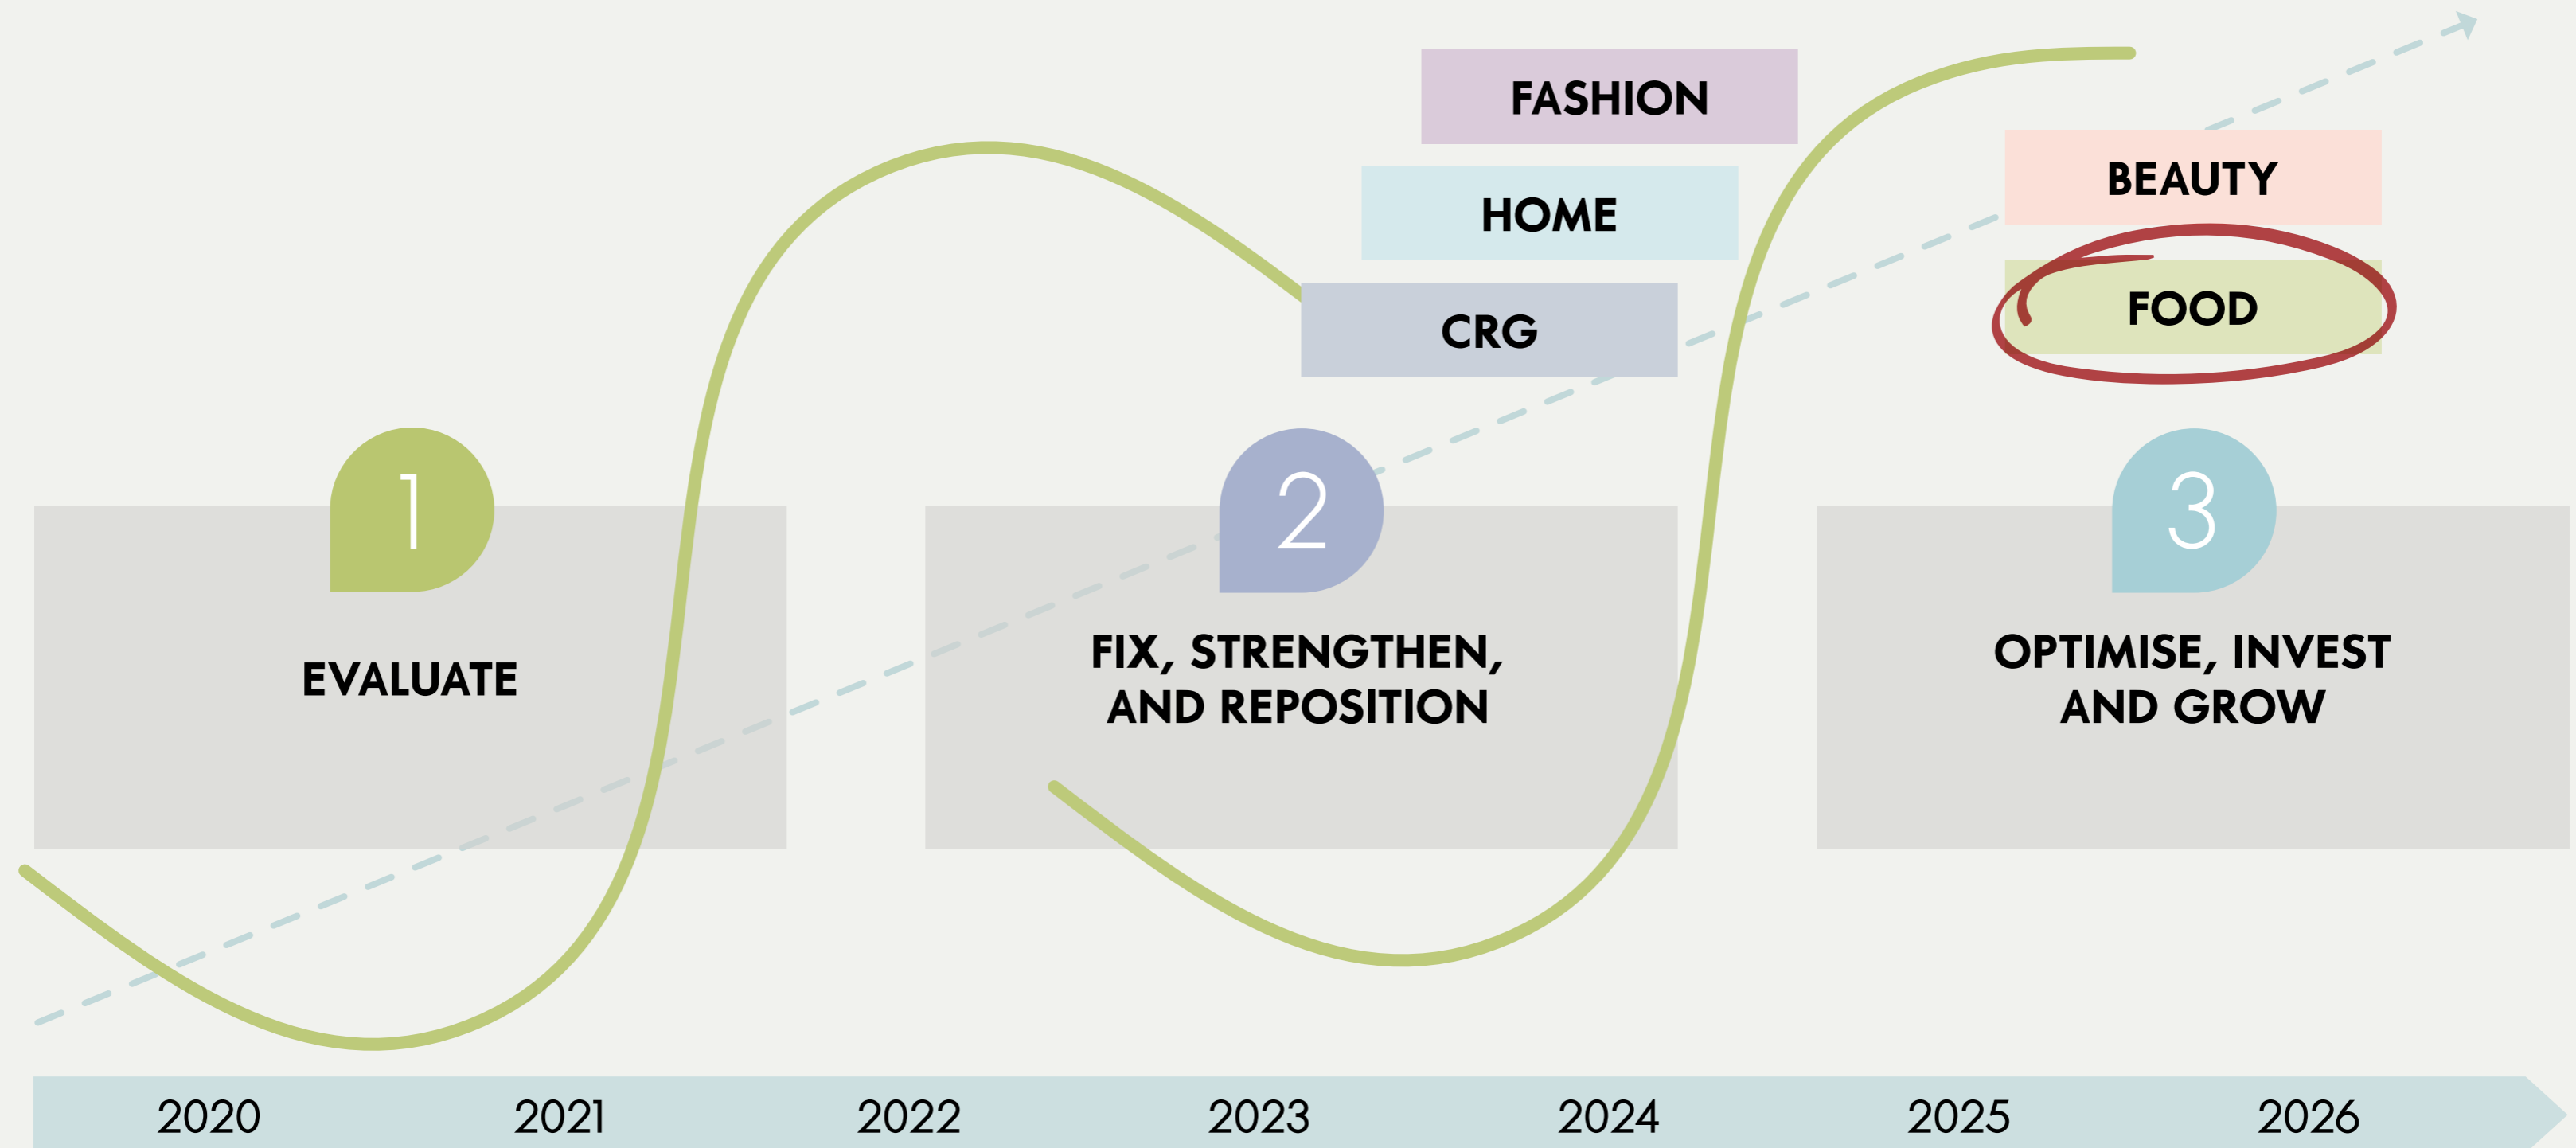 FASHION
HOME
CRG
BEAUTY
FOOD
1
EVALUATE
2
FIX, STRENGTHEN,
AND REPOSITION
3
OPTIMISE, INVEST
AND GROW
2020 2021 2022 2023 2024 2025 2026